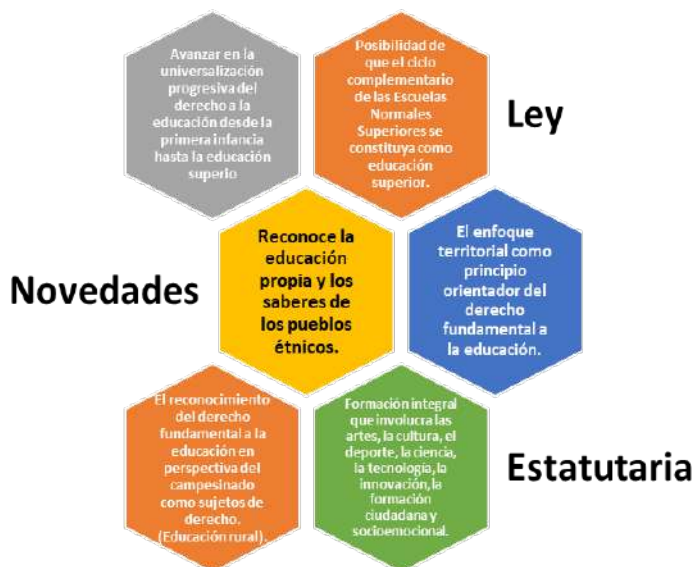 Avanzar en la
universalización
progresiva del
derecho a la
educación desde la
primera infancia
hasta la educación
superio
Posibilidad de
que el ciclo
complementario
de las Escuelas
Normales
Superiores se
constituya como
educación
superior.
Ley
Novedades
Reconoce la
educación
propia y los
saberes de
los pueblos
étnicos.
El enfoque
territorial como
principio
orientador del
derecho
fundamental a
la educación.
El reconocimiento
del derecho
fundamental a la
educación en
perspectiva del
campesinado
como sujetos de
derecho.
(Educación rural).
Formación integral
que involucra las
artes, la cultura, el
deporte, la ciencia,
la tecnología, la
innovación, la
formación
ciudadana y
socioemocional.
Estatutaria